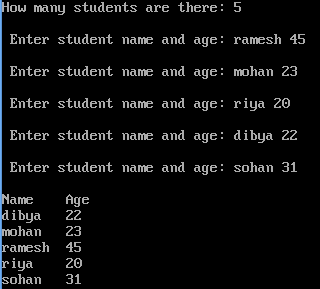 How many students are there: 5
Enter student name and age: ramesh 45
Enter student name and age: mohan 23
Enter student name and age: riya 20
Enter student name and age: dibya 22
Enter student name and age: sohan 31
Name    Age
dibya   22
mohan   23
ramesh  45
riya    20
sohan   31